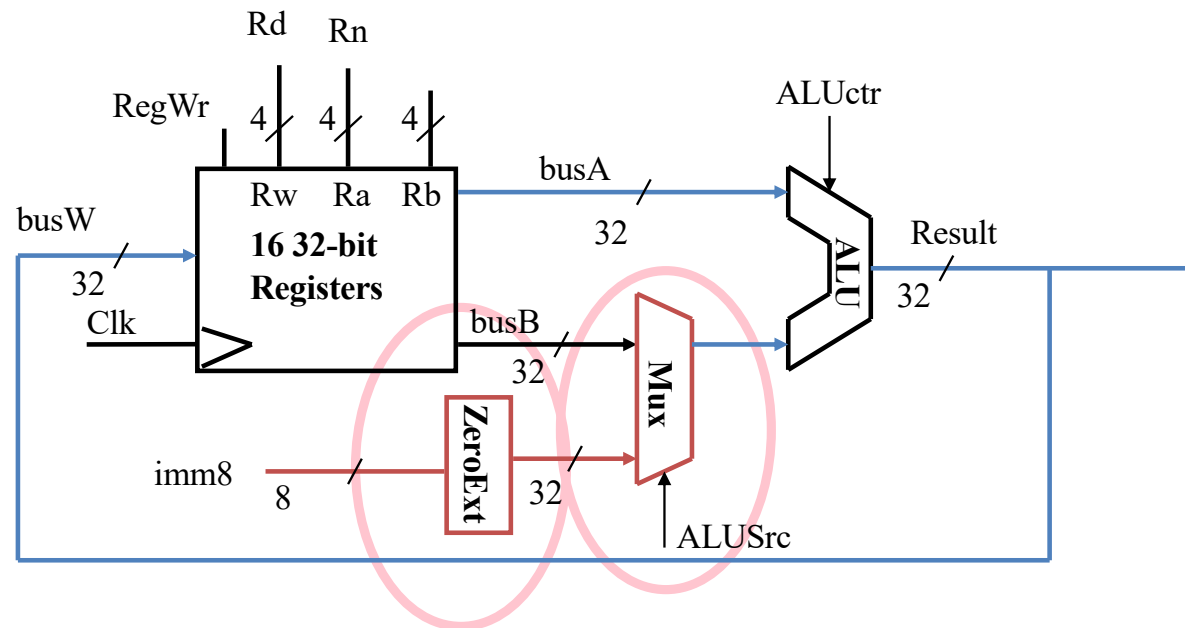 Rd
Rn
RegWr
4
4
4
ALUctr
Rw
Ra
Rb
busA
32
busW
32
16 32-bit
Registers
ALU
Result
32
Clk
busB
32
Mux
ZeroExt
imm8
8
32
ALUSrc